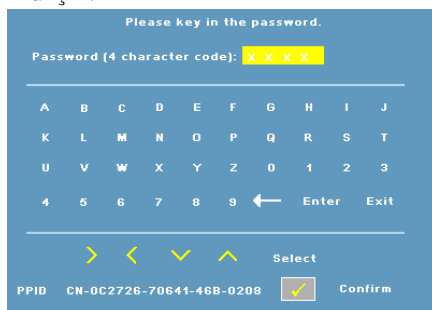 Please key in the password.
Password (4 character code): X X X X
A B C D E F G H I J
K L M N O P Q R S T
U V W X Y Z 0 1 2 3
4 5 6 7 8 9 ← Enter Exit
> < ∨ ∧ Select
PPID CN-0C2726-70641-46B-0208 ✓ Confirm